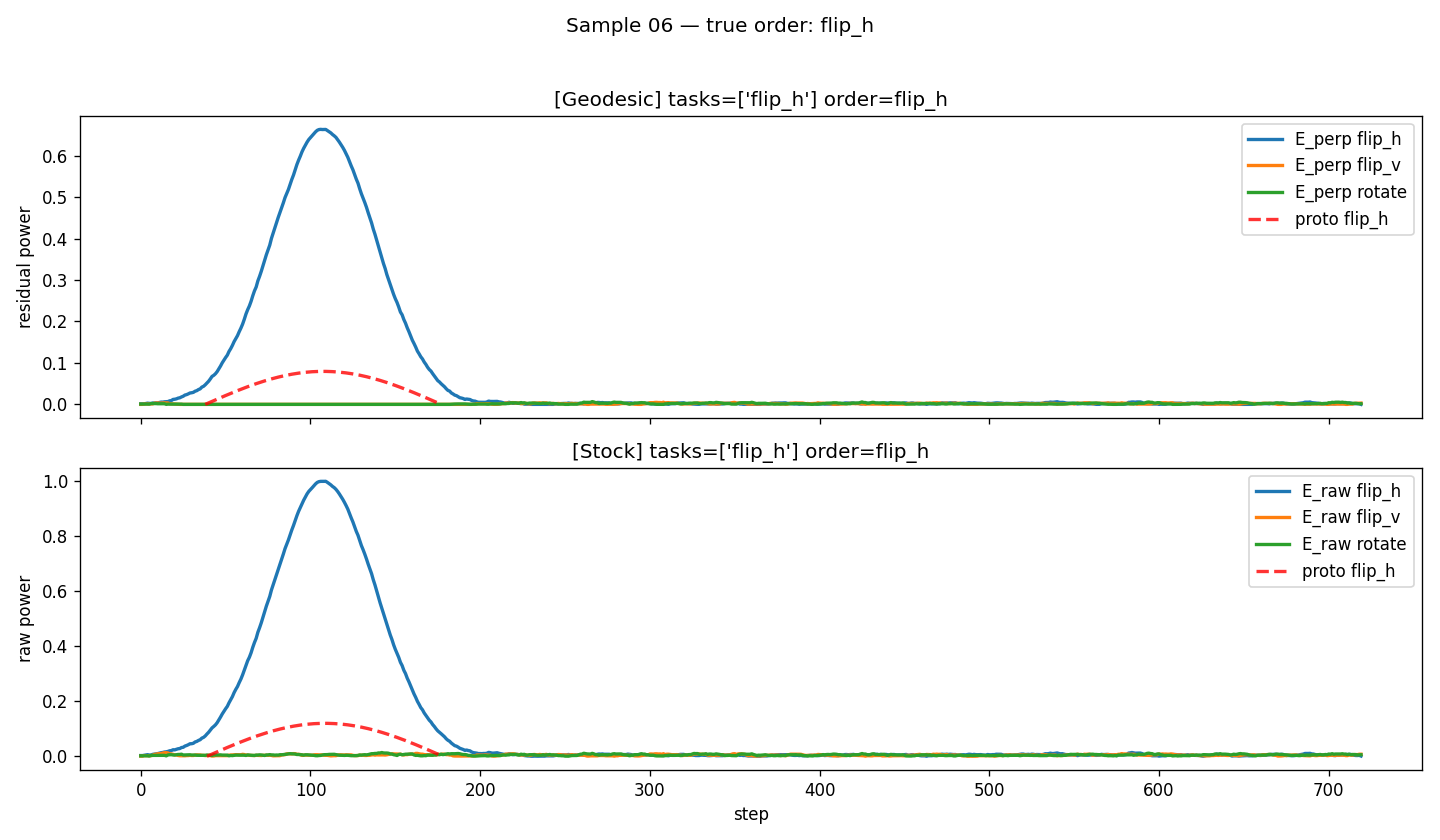 Sample 06 — true order: flip_h
[Geodesic] tasks=['flip_h'] order=flip_h
residual power
0.6
0.5
0.4
0.3
0.2
0.1
0.0
E_perp flip_h
E_perp flip_v
E_perp rotate
proto flip_h
[Stock] tasks=['flip_h'] order=flip_h
raw power
1.0
0.8
0.6
0.4
0.2
0.0
E_raw flip_h
E_raw flip_v
E_raw rotate
proto flip_h
0 100 200 300 400 500 600 700
step